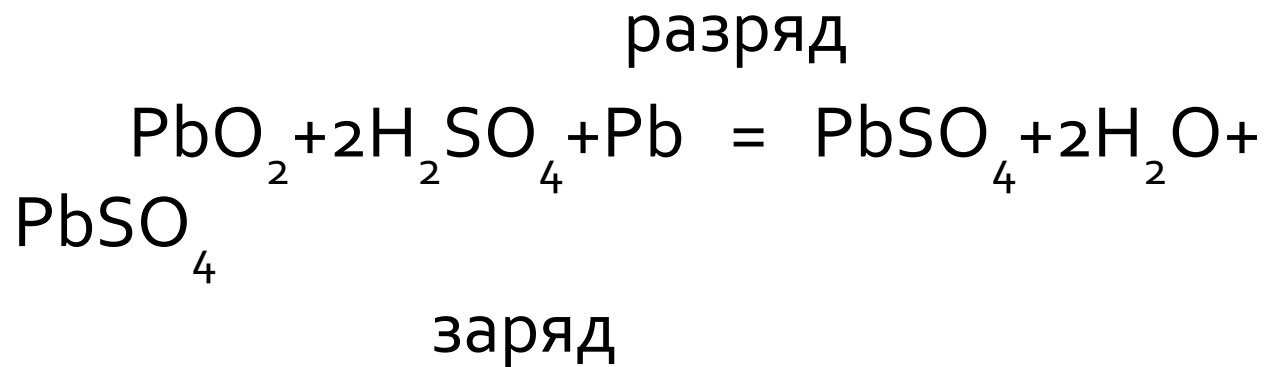 разряд
PbO₂+2H₂SO₄+Pb = PbSO₄+2H₂O+
PbSO₄
заряд